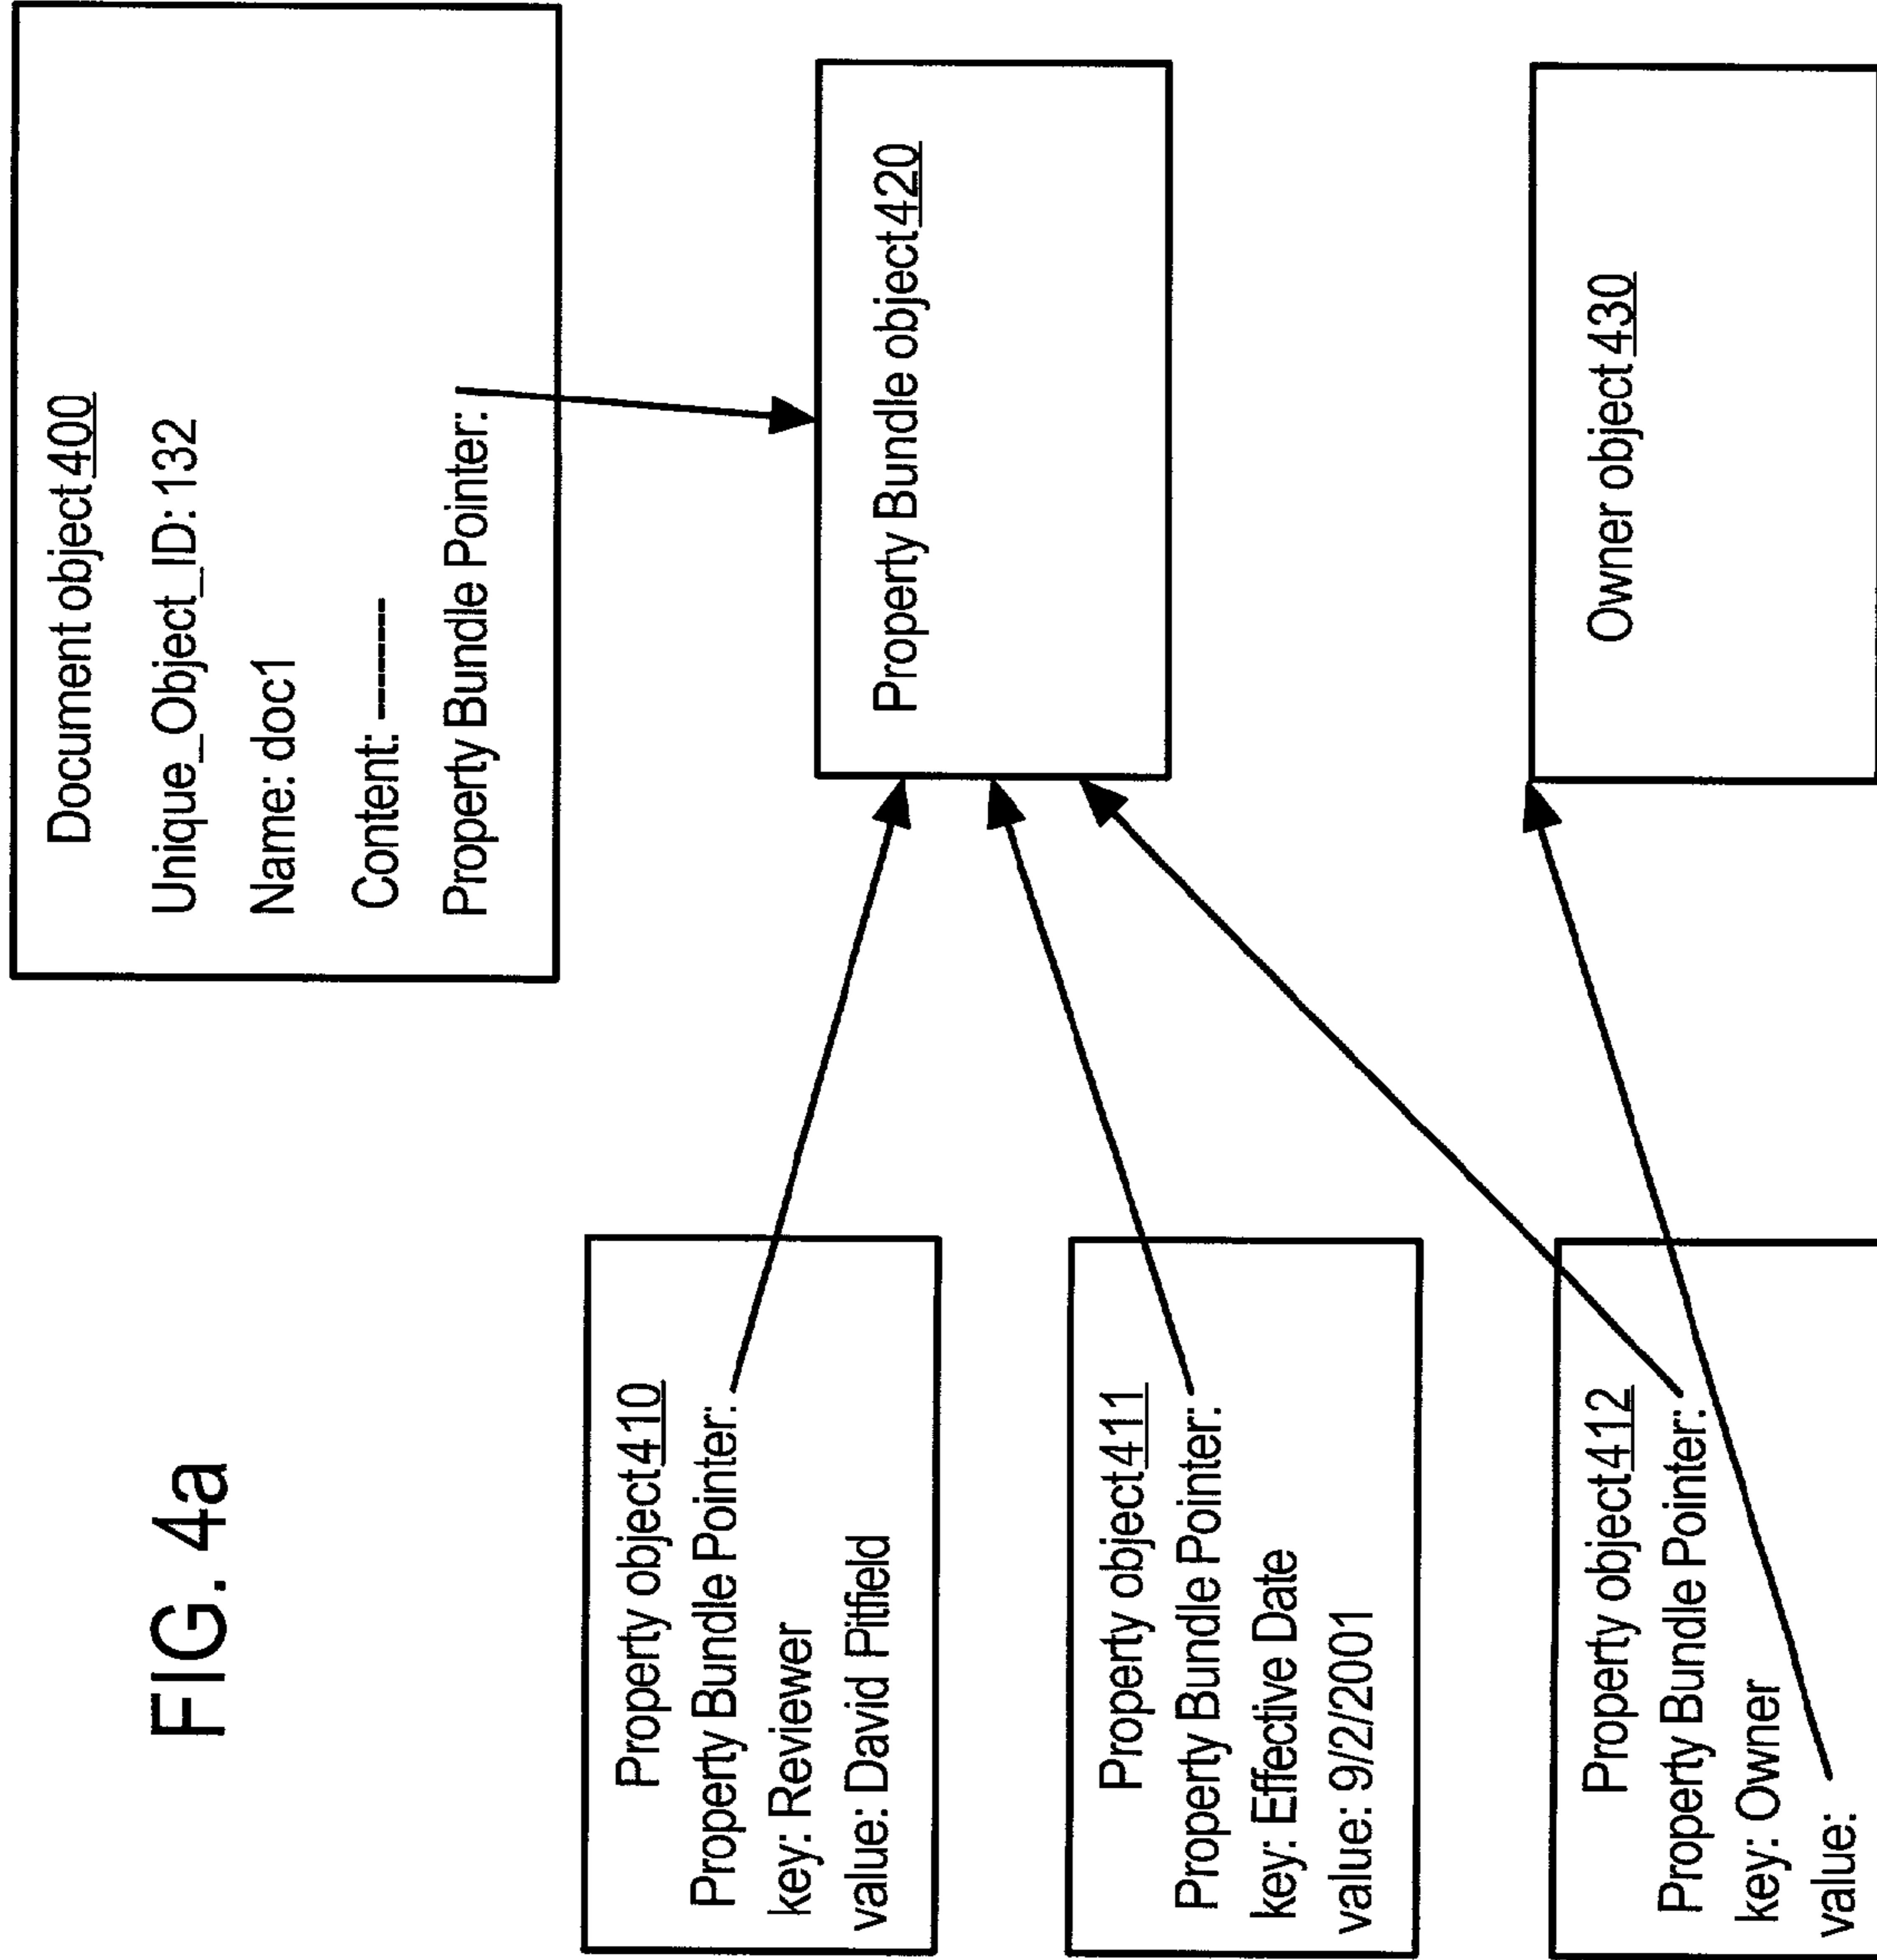 FIG. 4a
Document object 400
Unique_Object_ID: 132
Name: doc1
Content: -------
Property Bundle Pointer:
Property object 410
Property Bundle Pointer:
key: Reviewer
value: David Pitfield
Property Bundle object 420
Property object 411
Property Bundle Pointer:
key: Effective Date
value: 9/2/2001
Property object 412
Property Bundle Pointer:
key: Owner
value:
Owner object 430